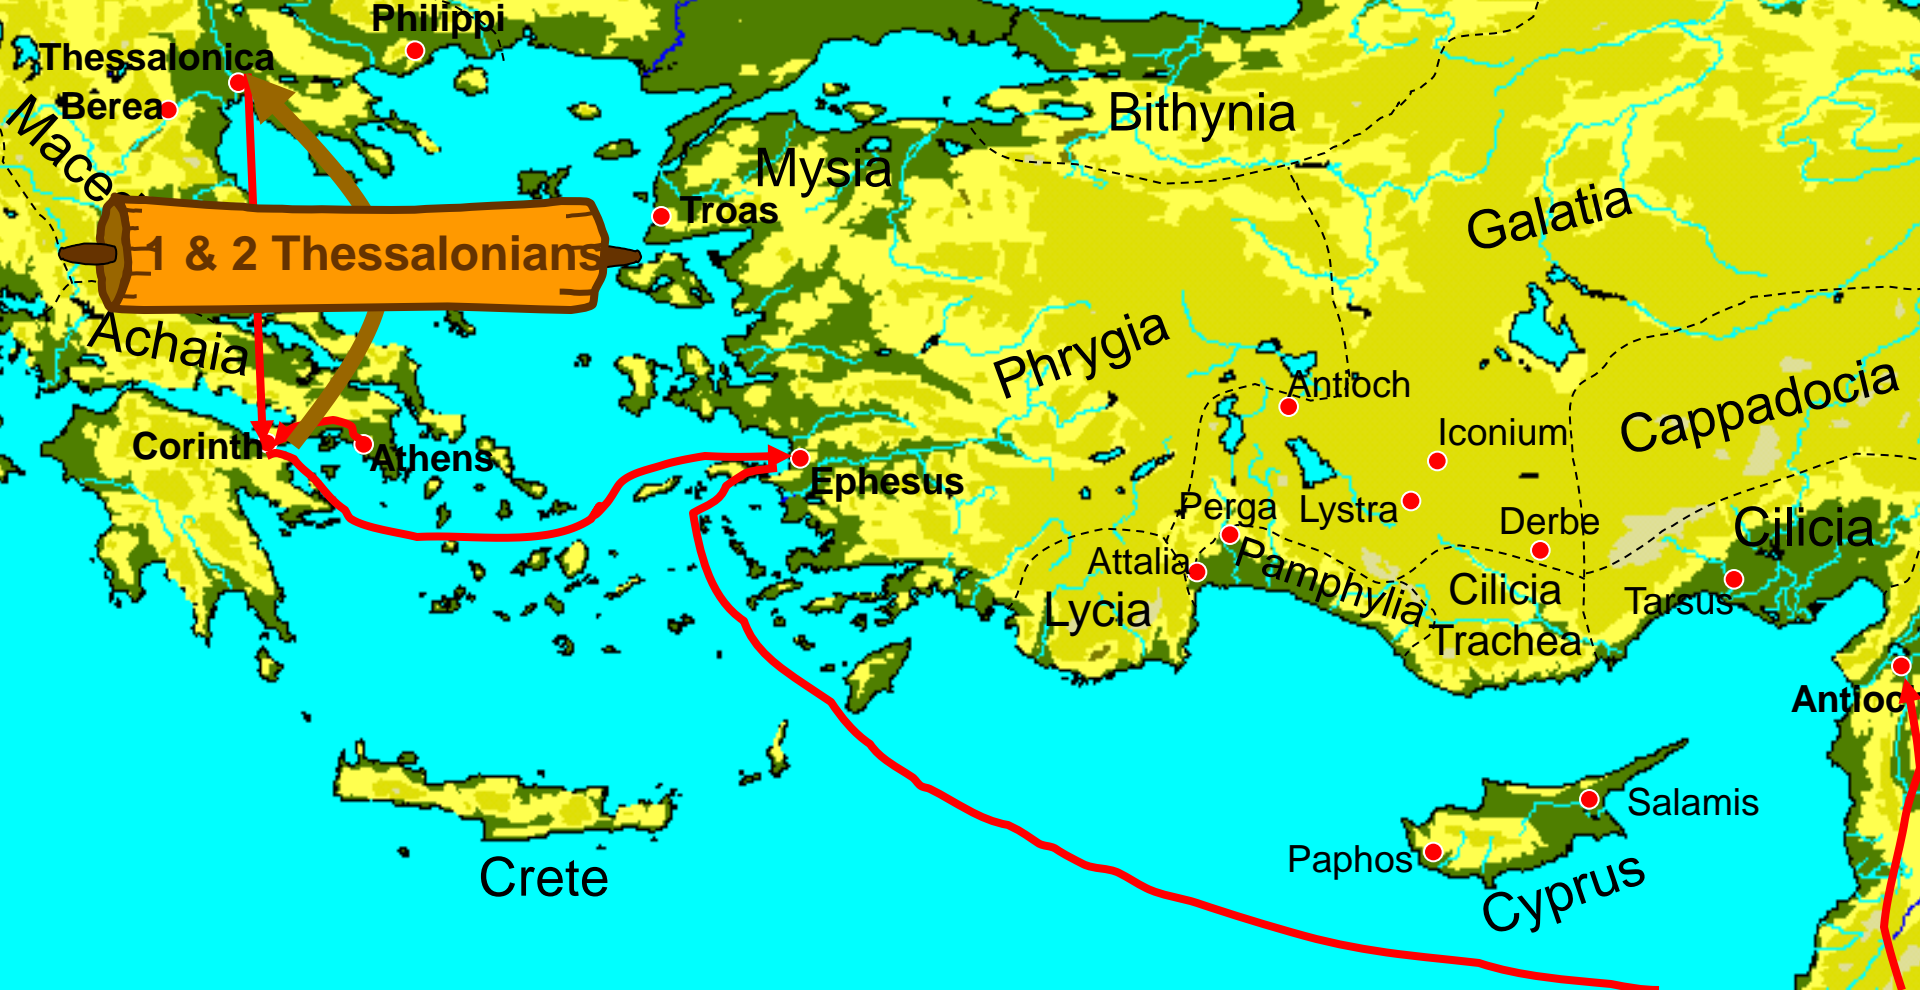 Philippi
Thessalonica
Berea
Mace
Bithynia
Mysia
Troas
Galatia
1 & 2 Thessalonians
Achaia
Phrygia
Antioch
Cappadocia
Corinth
Athens
Iconium
Ephesus
Perga
Lystra
Derbe
Cilicia
Attalia
Pamphylia
Lycia
Cilicia
Trachea
Tarsus
Antioc
Salamis
Paphos
Crete
Cyprus